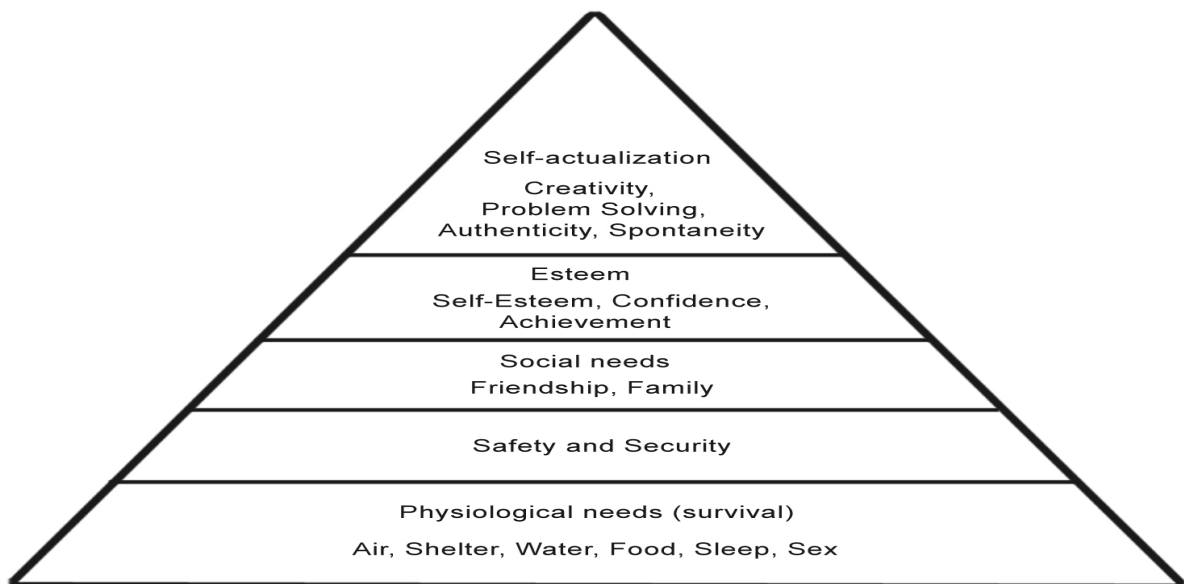 Self-actualization
Creativity,
Problem Solving,
Authenticity, Spontaneity
Esteem
Self-Esteem, Confidence,
Achievement
Social needs
Friendship, Family
Safety and Security
Physiological needs (survival)
Air, Shelter, Water, Food, Sleep, Sex